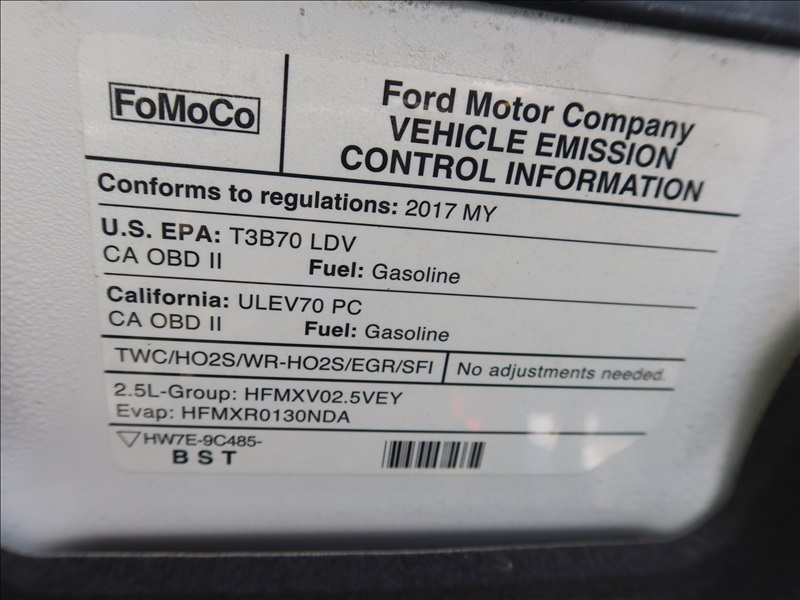 FoMoCo
Ford Motor Company
VEHICLE EMISSION
CONTROL INFORMATION
Conforms to regulations: 2017 MY
U.S. EPA: T3B70 LDV
CA OBD II Fuel: Gasoline
California: ULEV70 PC
CA OBD II Fuel: Gasoline
TWC/HO2S/WR-HO2S/EGR/SFI No adjustments needed.
2.5L-Group: HFMXV02.5VEY
Evap: HFMXR0130NDA
HW7E-9C485-
BST